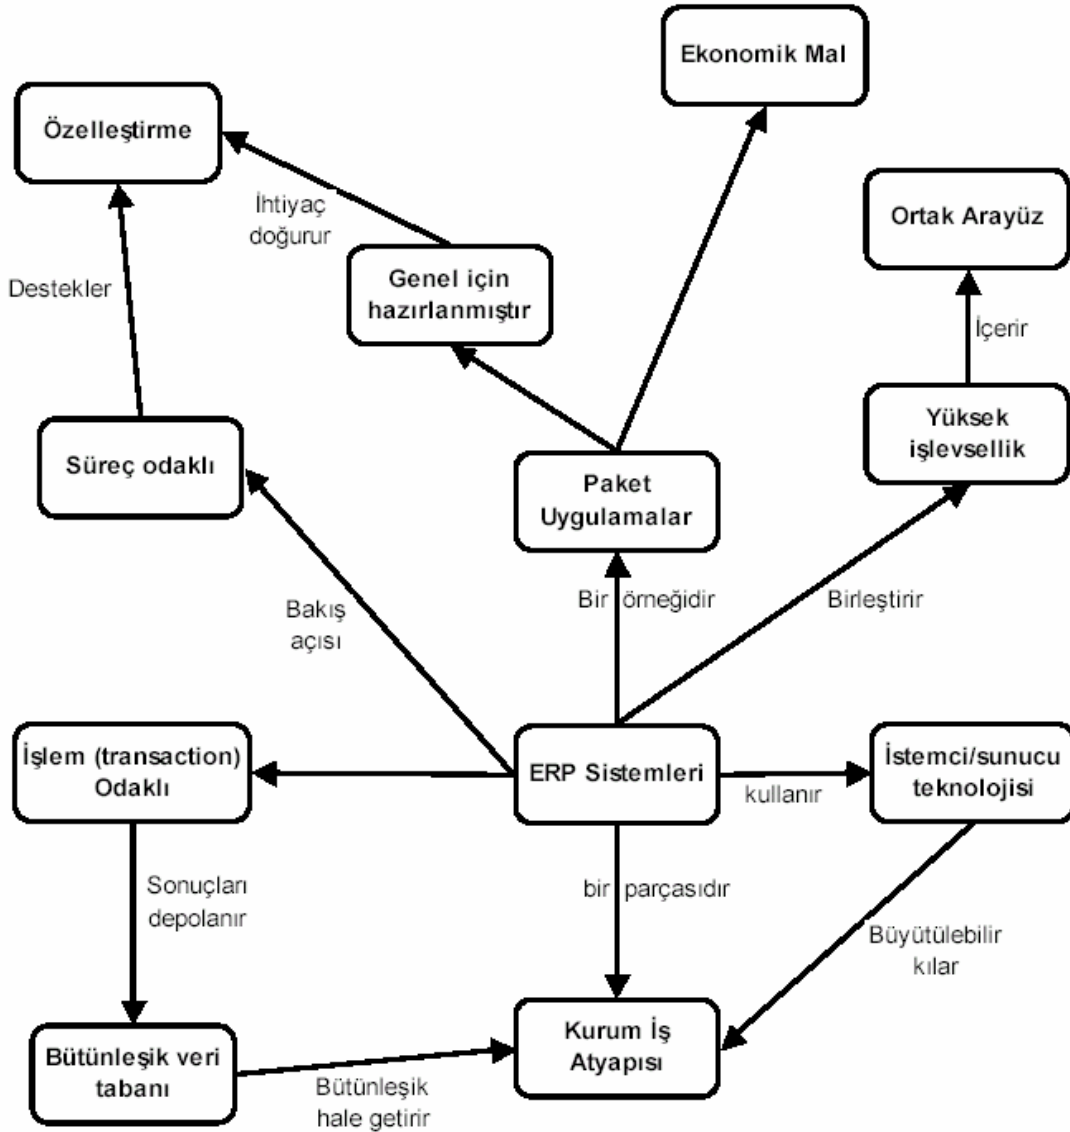 Ekonomik Mal
Özelleştirme
Ortak Arayüz
İhtiyaç
doğurur
Genel için
hazırlanmıştır
Destekler
İçerir
Yüksek
işlevsellik
Süreç odaklı
Paket
Uygulamalar
Bir örneğidir
Birleştirir
Bakış
açısı
İşlem (transaction)
Odaklı
ERP Sistemleri
İstemci/sunucu
teknolojisi
kullanır
Sonuçları
depolanır
bir parçasıdır
Büyütülebilir
kılar
Bütünleşik veri
tabanı
Kurum İş
Atyapısı
Bütünleşik
hale getirir